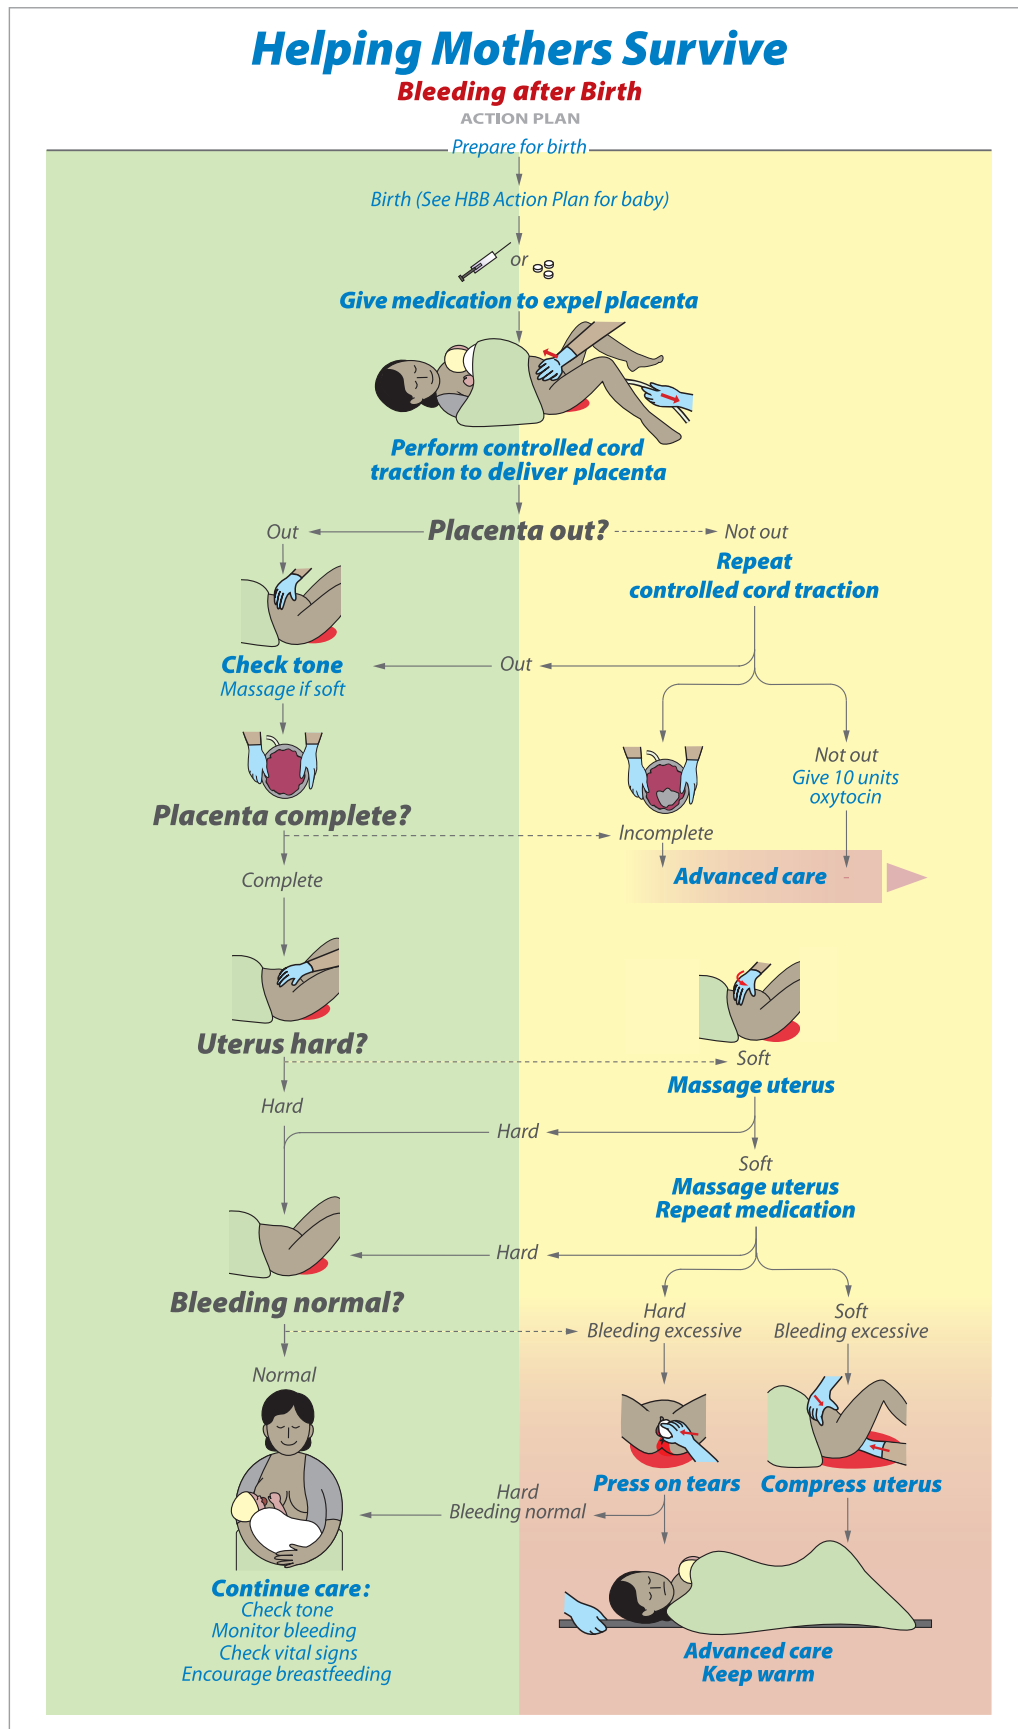 Helping Mothers Survive
Bleeding after Birth
ACTION PLAN
Prepare for birth
Birth (See HBB Action Plan for baby)
or
Give medication to expel placenta
Perform controlled cord
traction to deliver placenta
Placenta out?
Out
Not out
Repeat
controlled cord traction
Out
Check tone
Massage if soft
Not out
Give 10 units
oxytocin
Placenta complete?
Incomplete
Complete
Advanced care
Uterus hard?
Soft
Massage uterus
Hard
Hard
Soft
Massage uterus
Repeat medication
Hard
Bleeding normal?
Hard
Bleeding excessive
Soft
Bleeding excessive
Normal
Press on tears
Compress uterus
Hard
Bleeding normal
Continue care:
Check tone
Monitor bleeding
Check vital signs
Encourage breastfeeding
Advanced care
Keep warm